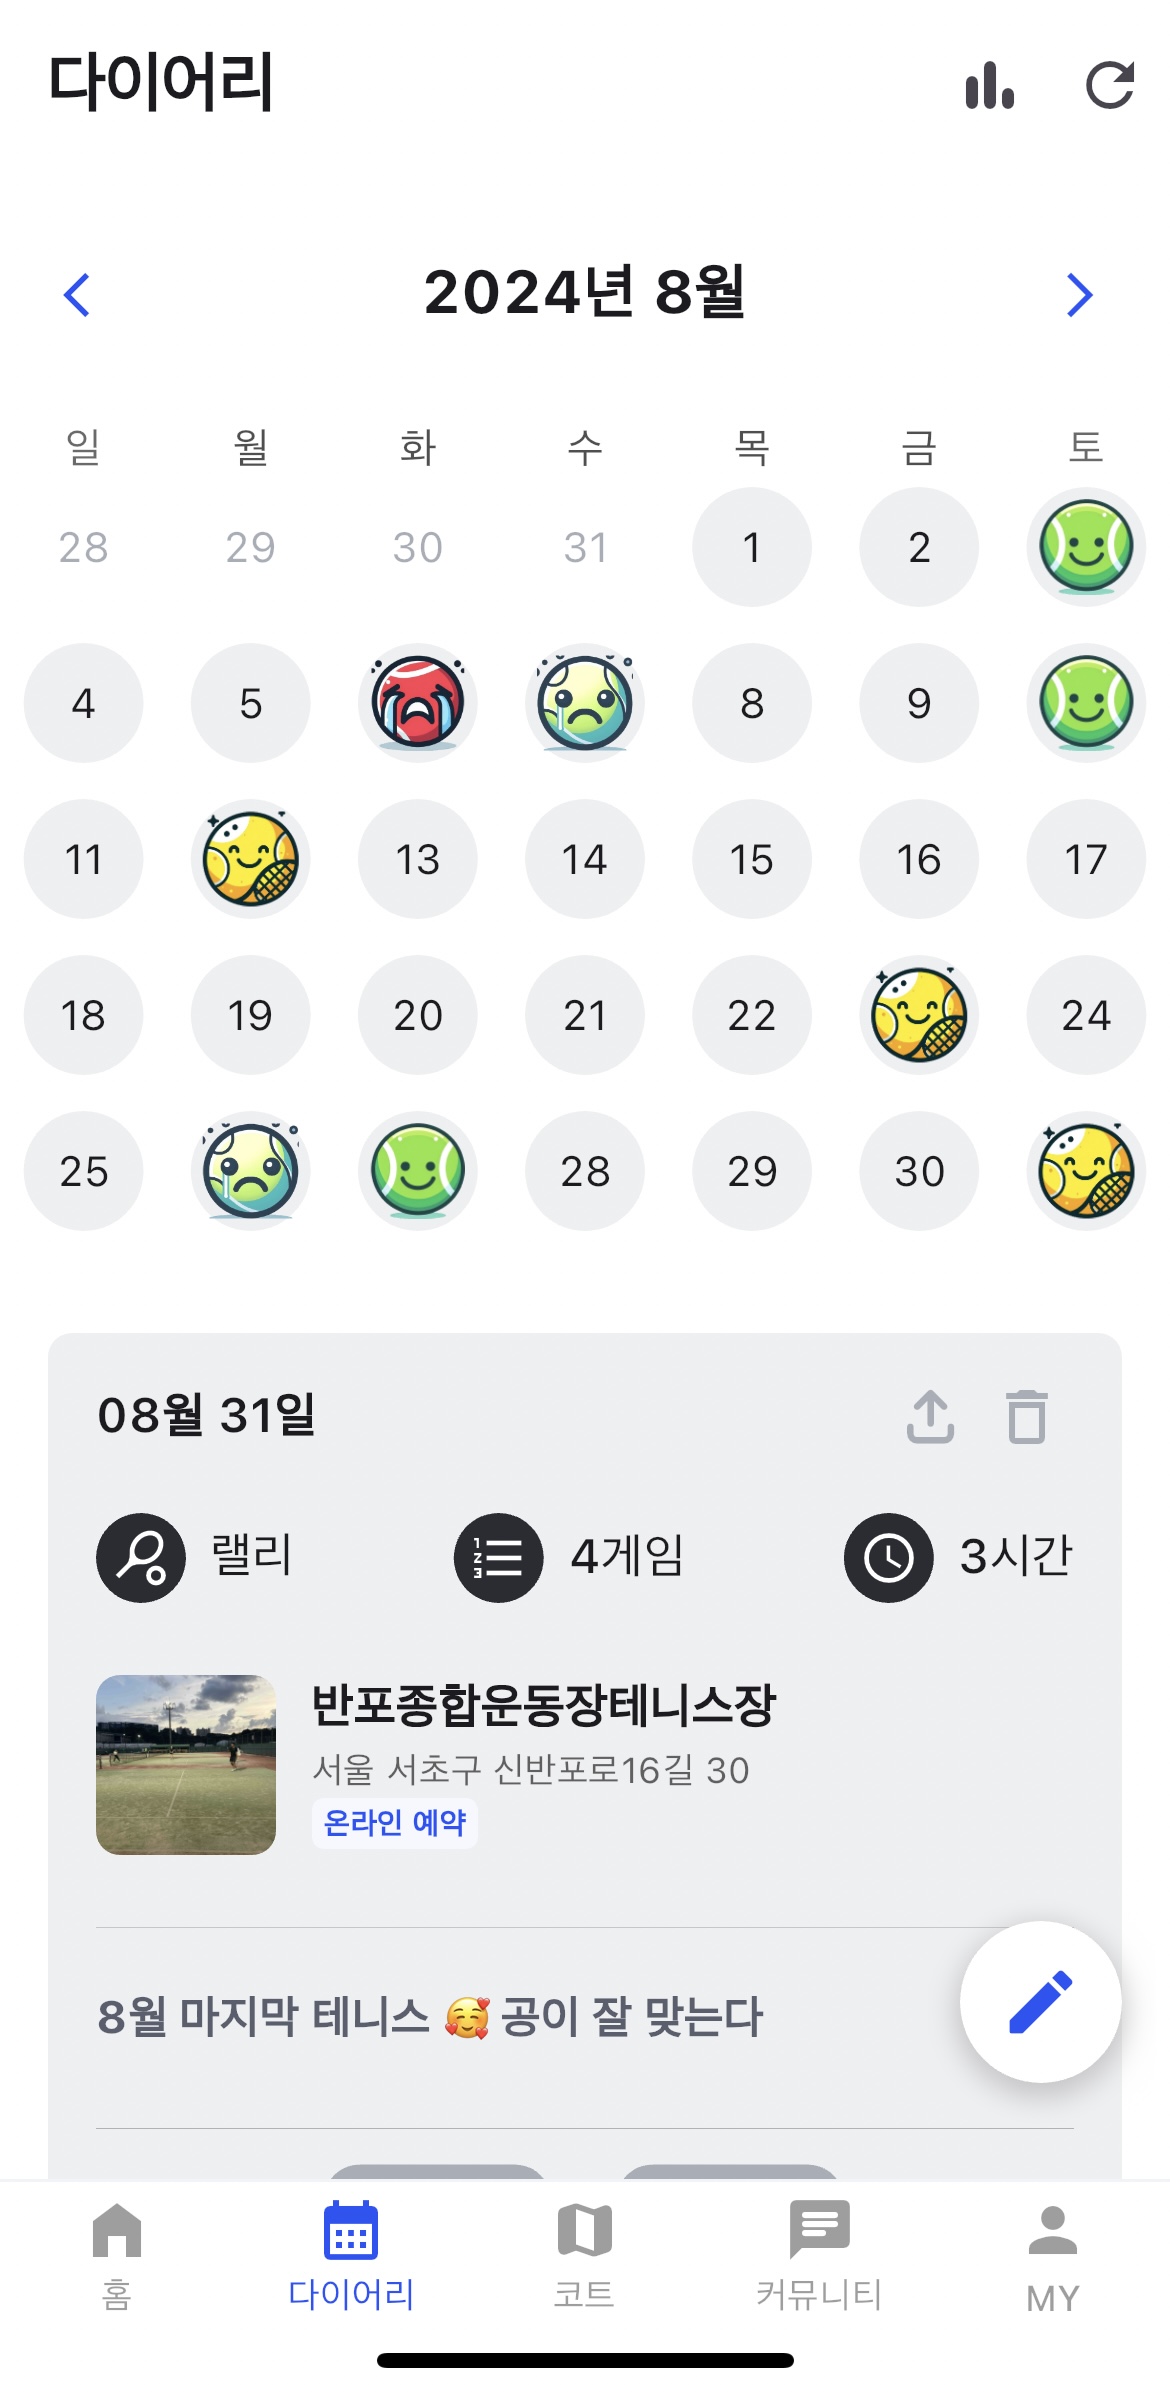 다이어리
2024년 8월
일 월 화 수 목 금 토
28 29 30 31 1 2
4 5 8 9
11 13 14 15 16 17
18 19 20 21 22 24
25 28 29 30
08월 31일
랠리 4게임 3시간
반포종합운동장테니스장
서울 서초구 신반포로16길 30
온라인 예약
8월 마지막 테니스 🥰 공이 잘 맞는다
홈 다이어리 코트 커뮤니티 MY